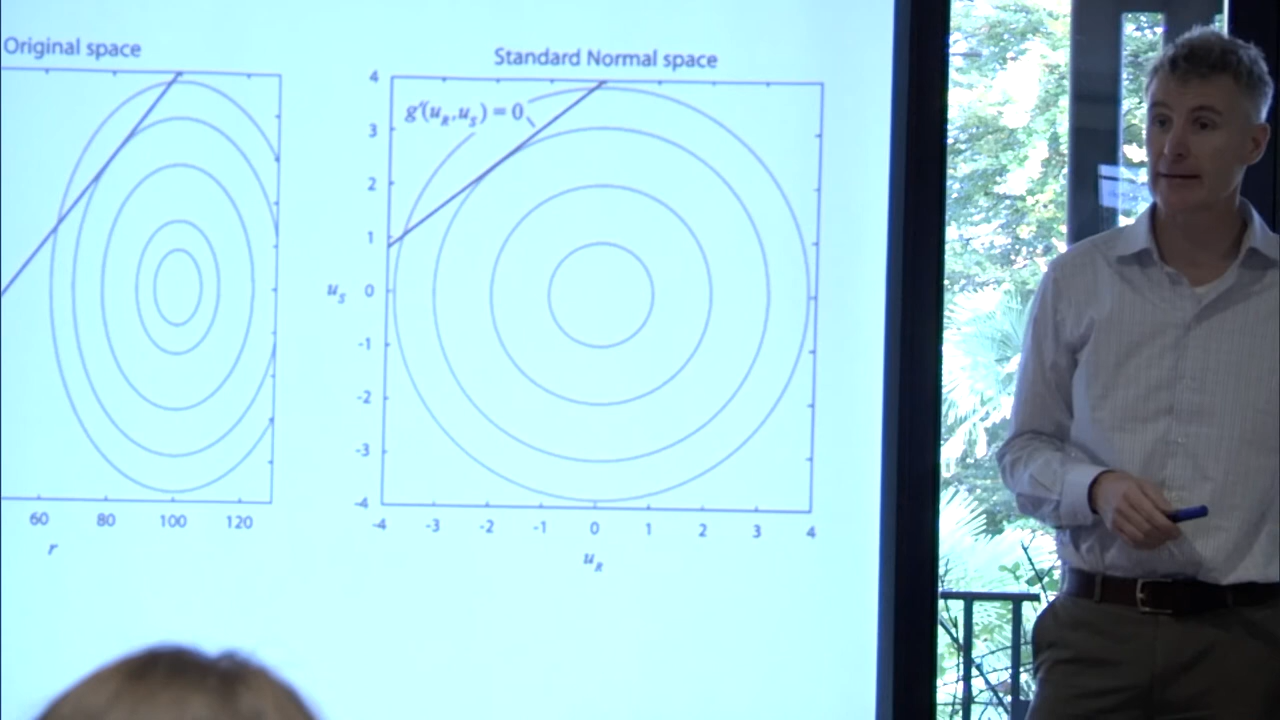 Original space
60 80 100 120
r
Standard Normal space
g'(u_R,u_S) = 0
4
3
2
1
u_S 0
-1
-2
-3
-4
-4 -3 -2 -1 0 1 2 3 4
u_R